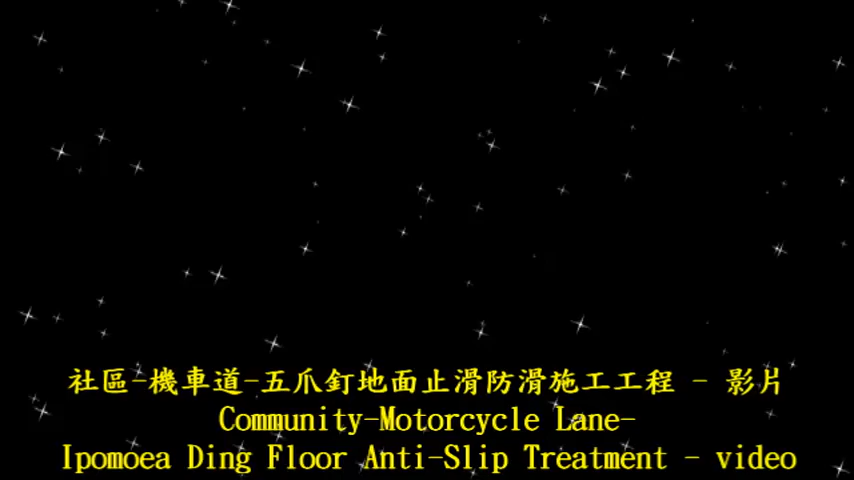 社區-機車道-五爪釘地面止滑防滑施工工程 - 影片
Community-Motorcycle Lane-
Ipomoea Ding Floor Anti-Slip Treatment - video